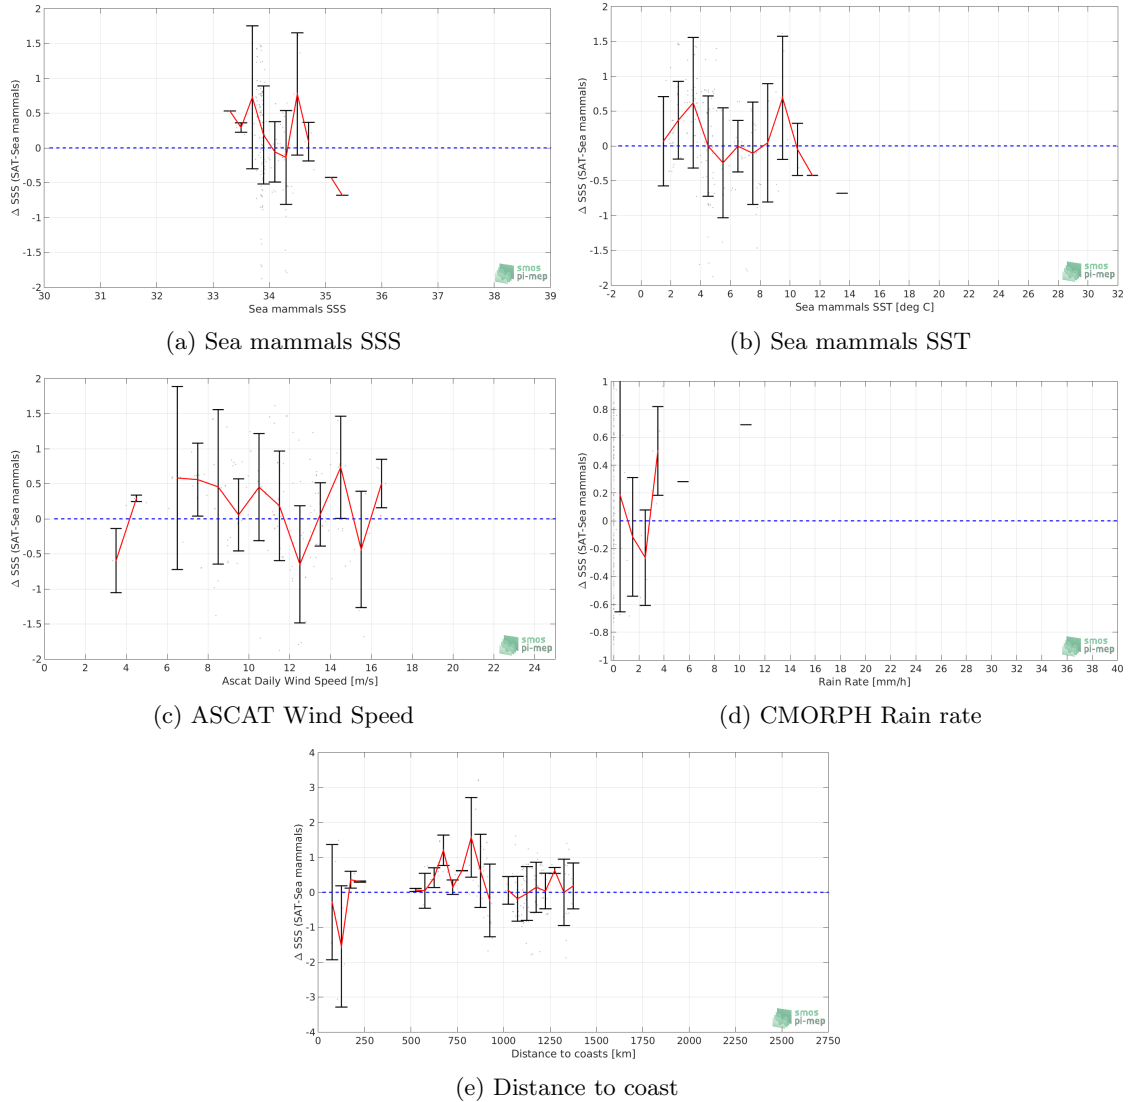 2
1.5
1
0.5
0
-0.5
-1
-1.5
-2
Δ SSS (SAT-Sea mammals)
30 31 32 33 34 35 36 37 38 39
Sea mammals SSS
smos
pi-mep
(a) Sea mammals SSS
2
1.5
1
0.5
0
-0.5
-1
-1.5
-2
Δ SSS (SAT-Sea mammals)
-2 0 2 4 6 8 10 12 14 16 18 20 22 24 26 28 30 32
Sea mammals SST [deg C]
smos
pi-mep
(b) Sea mammals SST
2
1.5
1
0.5
0
-0.5
-1
-1.5
-2
Δ SSS (SAT-Sea mammals)
0 2 4 6 8 10 12 14 16 18 20 22 24
Ascat Daily Wind Speed [m/s]
smos
pi-mep
(c) ASCAT Wind Speed
1
0.8
0.6
0.4
0.2
0
-0.2
-0.4
-0.6
-0.8
-1
Δ SSS (SAT-Sea mammals)
0 2 4 6 8 10 12 14 16 18 20 22 24 26 28 30 32 34 36 38 40
Rain Rate [mm/h]
smos
pi-mep
(d) CMORPH Rain rate
4
3
2
1
0
-1
-2
-3
-4
Δ SSS (SAT-Sea mammals)
0 250 500 750 1000 1250 1500 1750 2000 2250 2500 2750
Distance to coasts [km]
smos
pi-mep
(e) Distance to coast